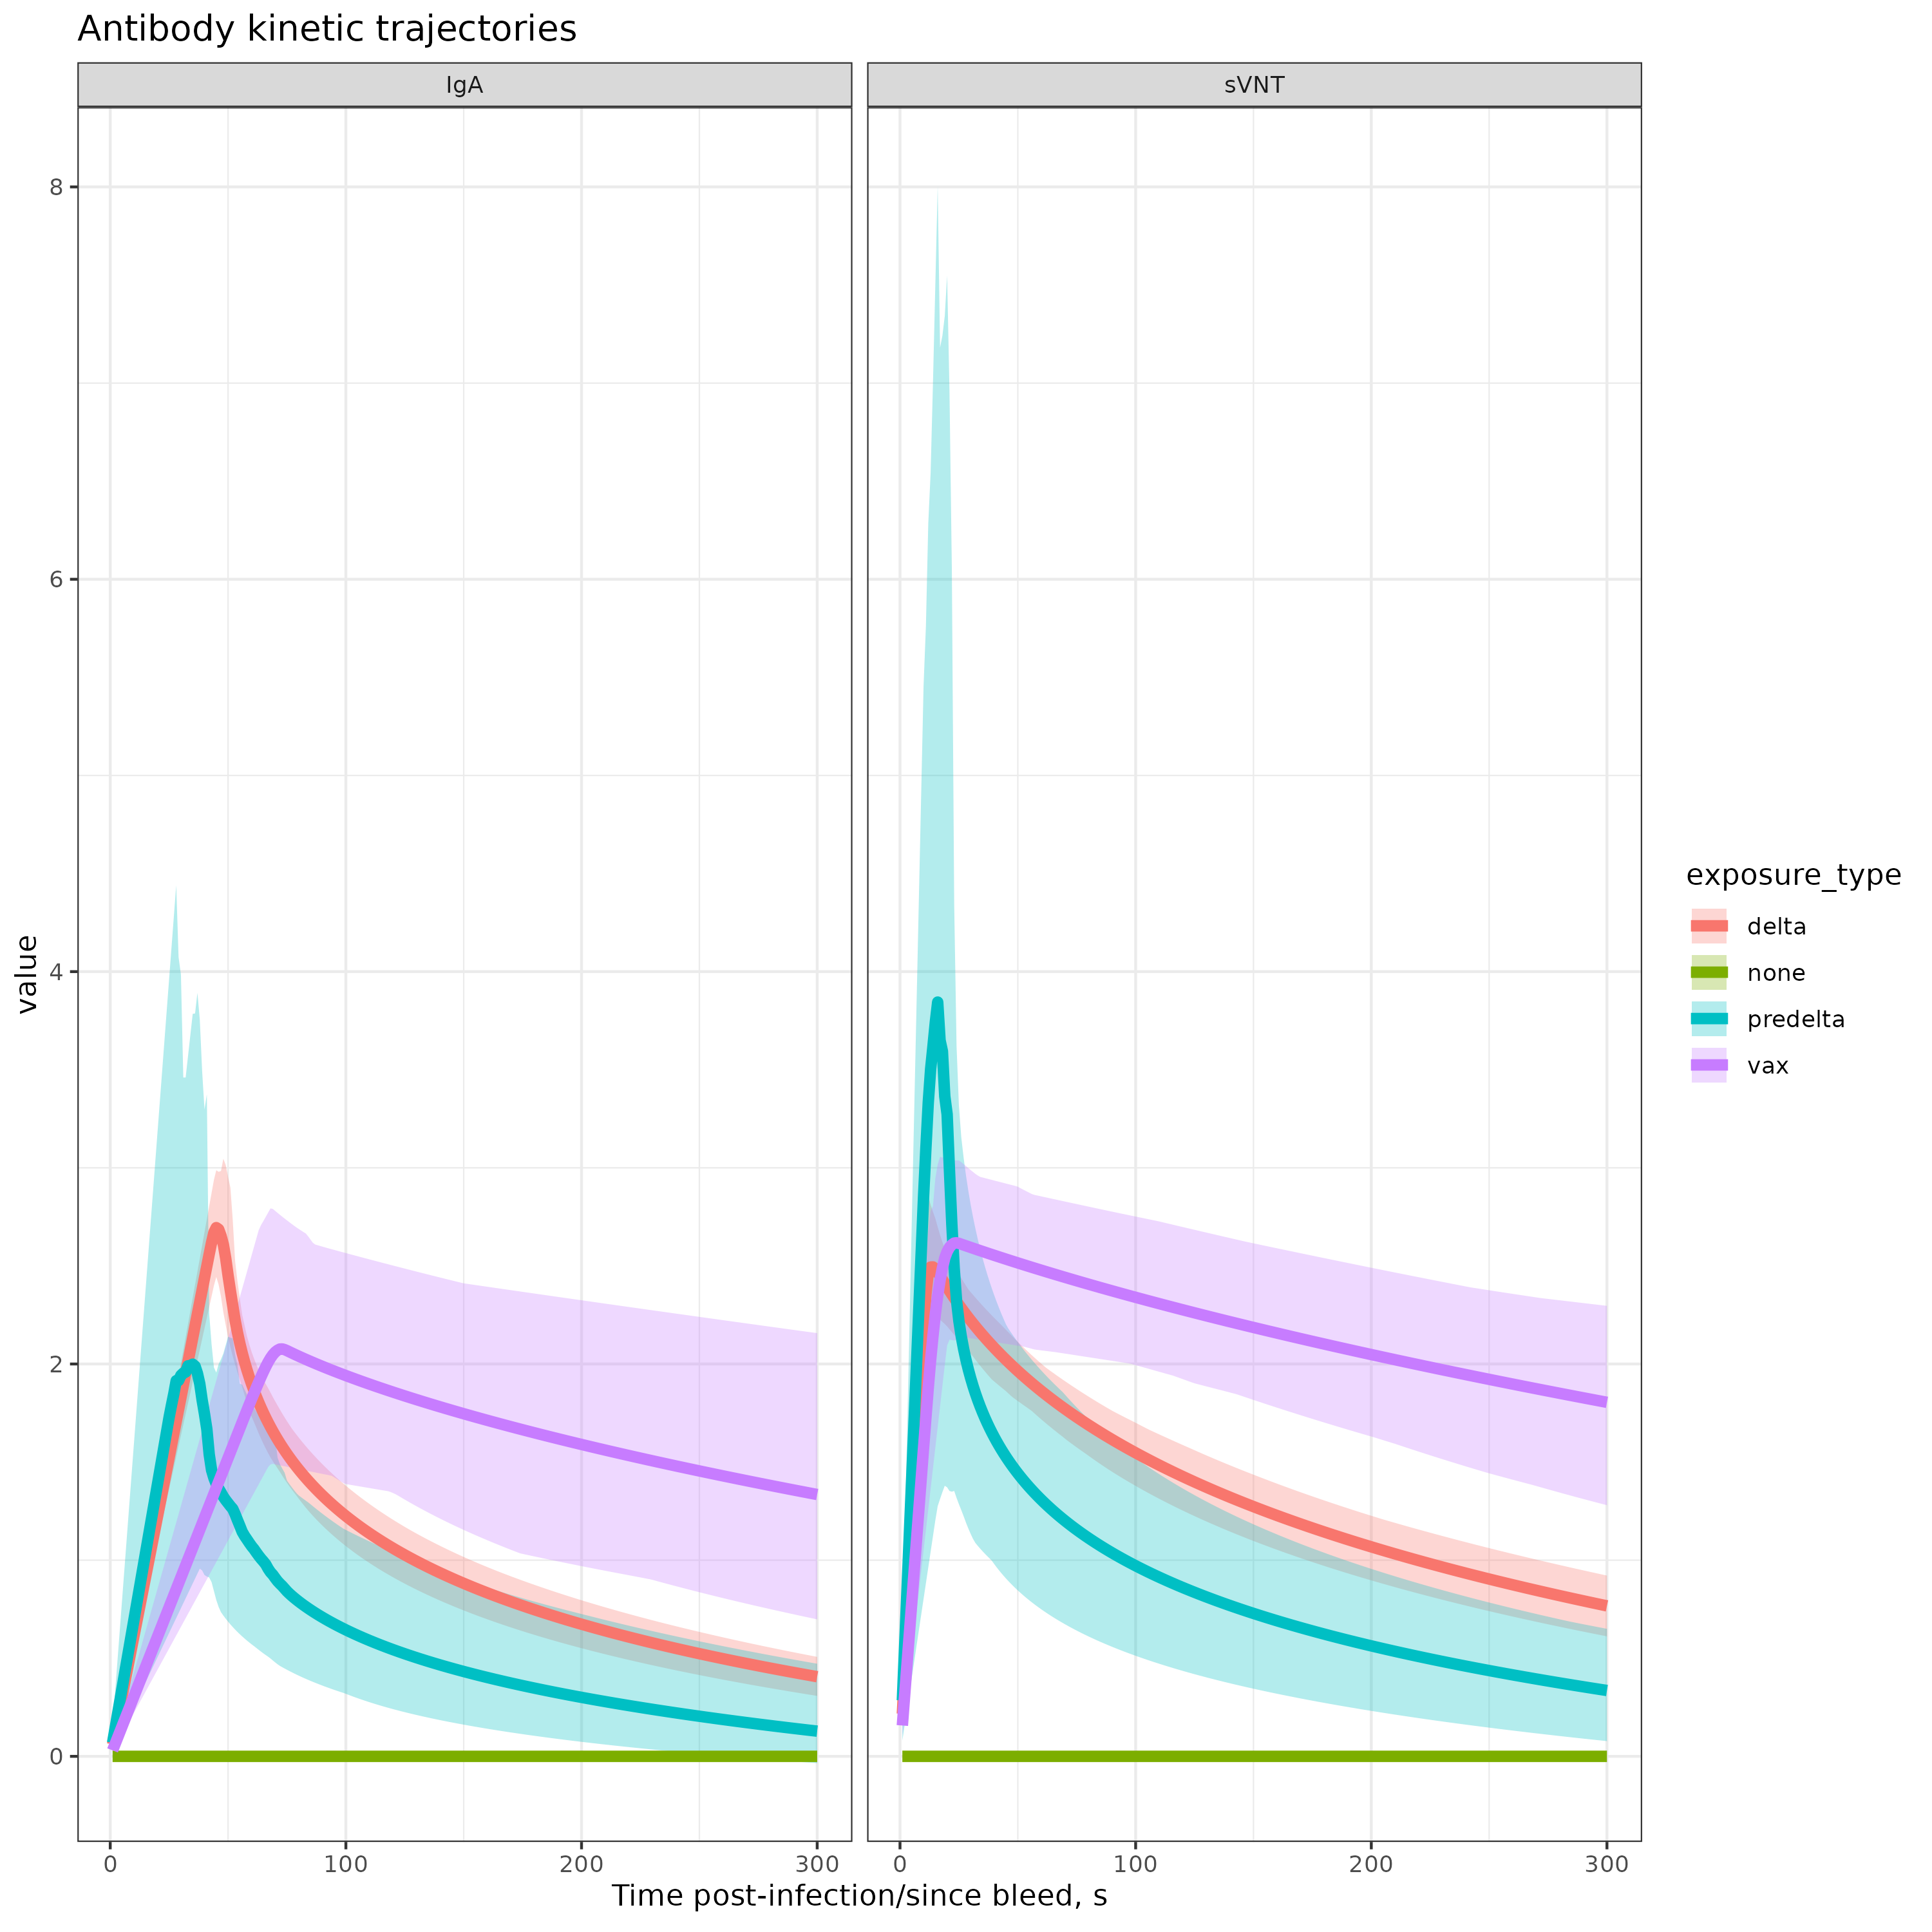 Antibody kinetic trajectories
IgA
sVNT
8
6
4
2
0
value
0 100 200 300
0 100 200 300
Time post-infection/since bleed, s
exposure_type
delta
none
predelta
vax